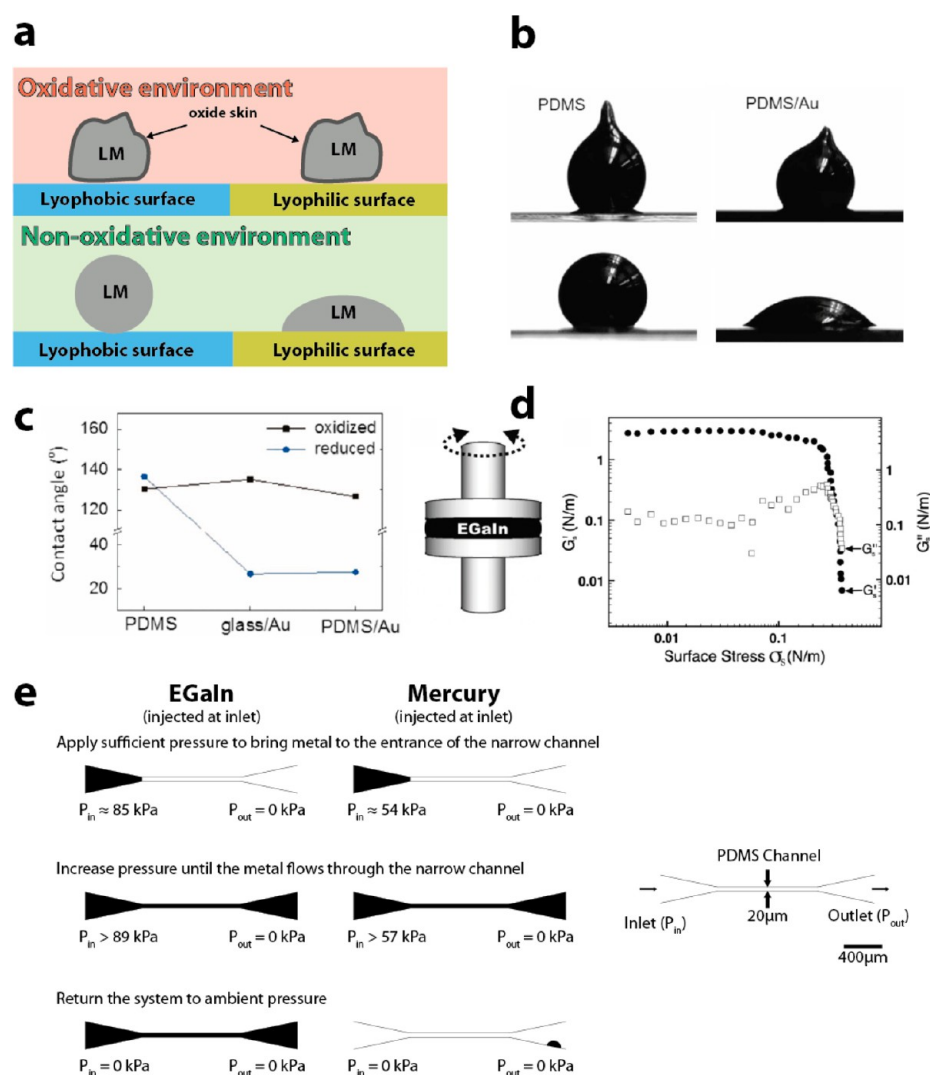 a
Oxidative environment
oxide skin
LM
LM
Lyophobic surface
Lyophilic surface
Non-oxidative environment
LM
LM
Lyophobic surface
Lyophilic surface
b
PDMS
PDMS/Au
c
oxidized
reduced
Contact angle (°)
160
130
120
40
20
PDMS
glass/Au
PDMS/Au
EGaIn
d
Gs' (N/m)
1
0.1
0.01
1
0.1
0.01
Gs'' (N/m)
Gs''
Gs'
0.01
0.1
Surface Stress σs (N/m)
e
EGaIn
(injected at inlet)
Mercury
(injected at inlet)
Apply sufficient pressure to bring metal to the entrance of the narrow channel
Pin ≈ 85 kPa
Pout = 0 kPa
Pin ≈ 54 kPa
Pout = 0 kPa
Increase pressure until the metal flows through the narrow channel
Pin > 89 kPa
Pout = 0 kPa
Pin > 57 kPa
Pout = 0 kPa
Return the system to ambient pressure
Pin = 0 kPa
Pout = 0 kPa
Pin = 0 kPa
Pout = 0 kPa
PDMS Channel
Inlet (Pin)
20μm
Outlet (Pout)
400μm